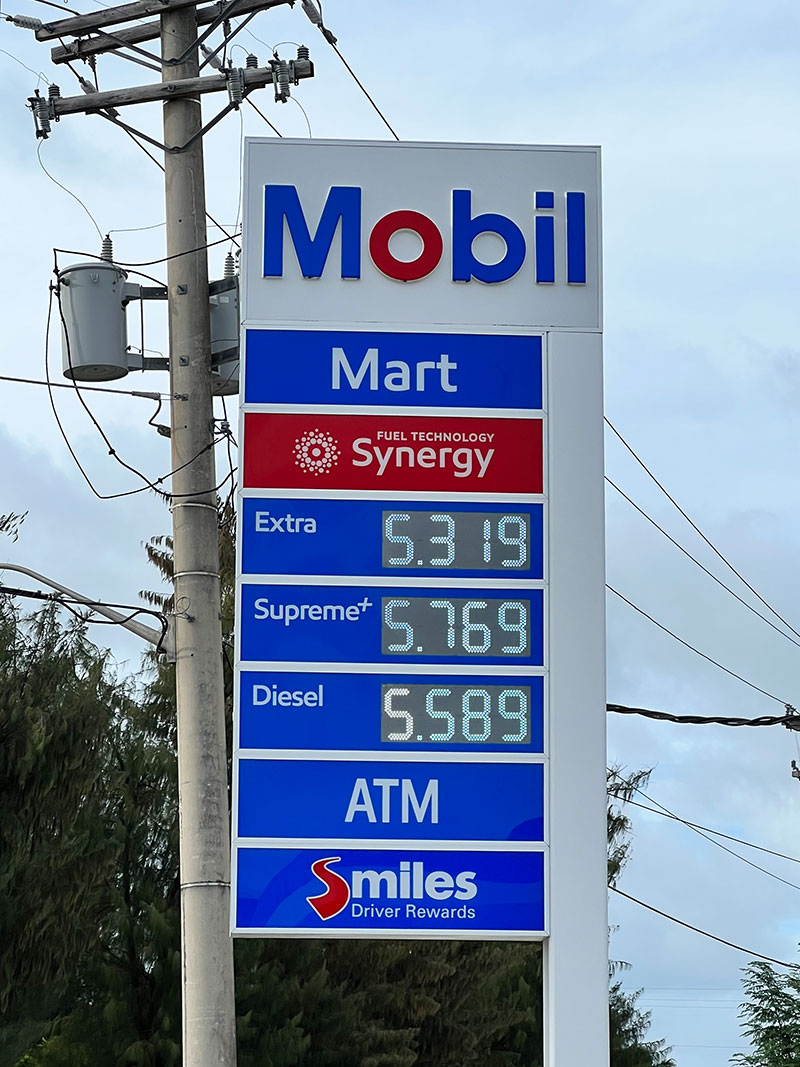 Mobil
Mart
FUEL TECHNOLOGY
Synergy
Extra 5.319
Supreme+ 5.769
Diesel 5.589
ATM
Smiles
Driver Rewards